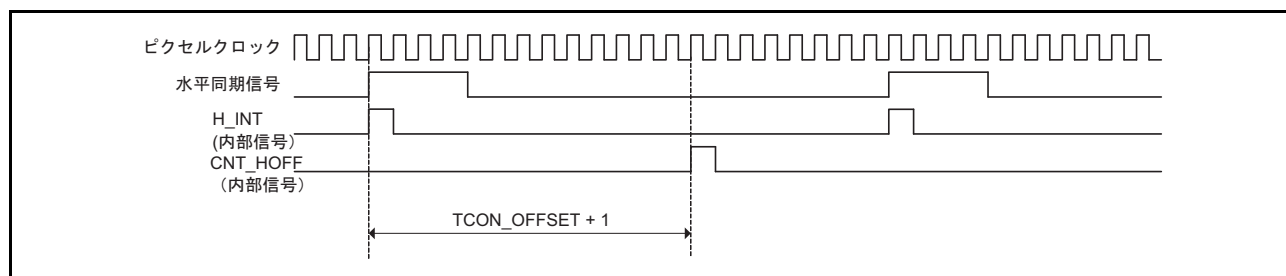 ピクセルクロック
水平同期信号
H_INT
(内部信号)
CNT_HOFF
（内部信号）
TCON_OFFSET + 1